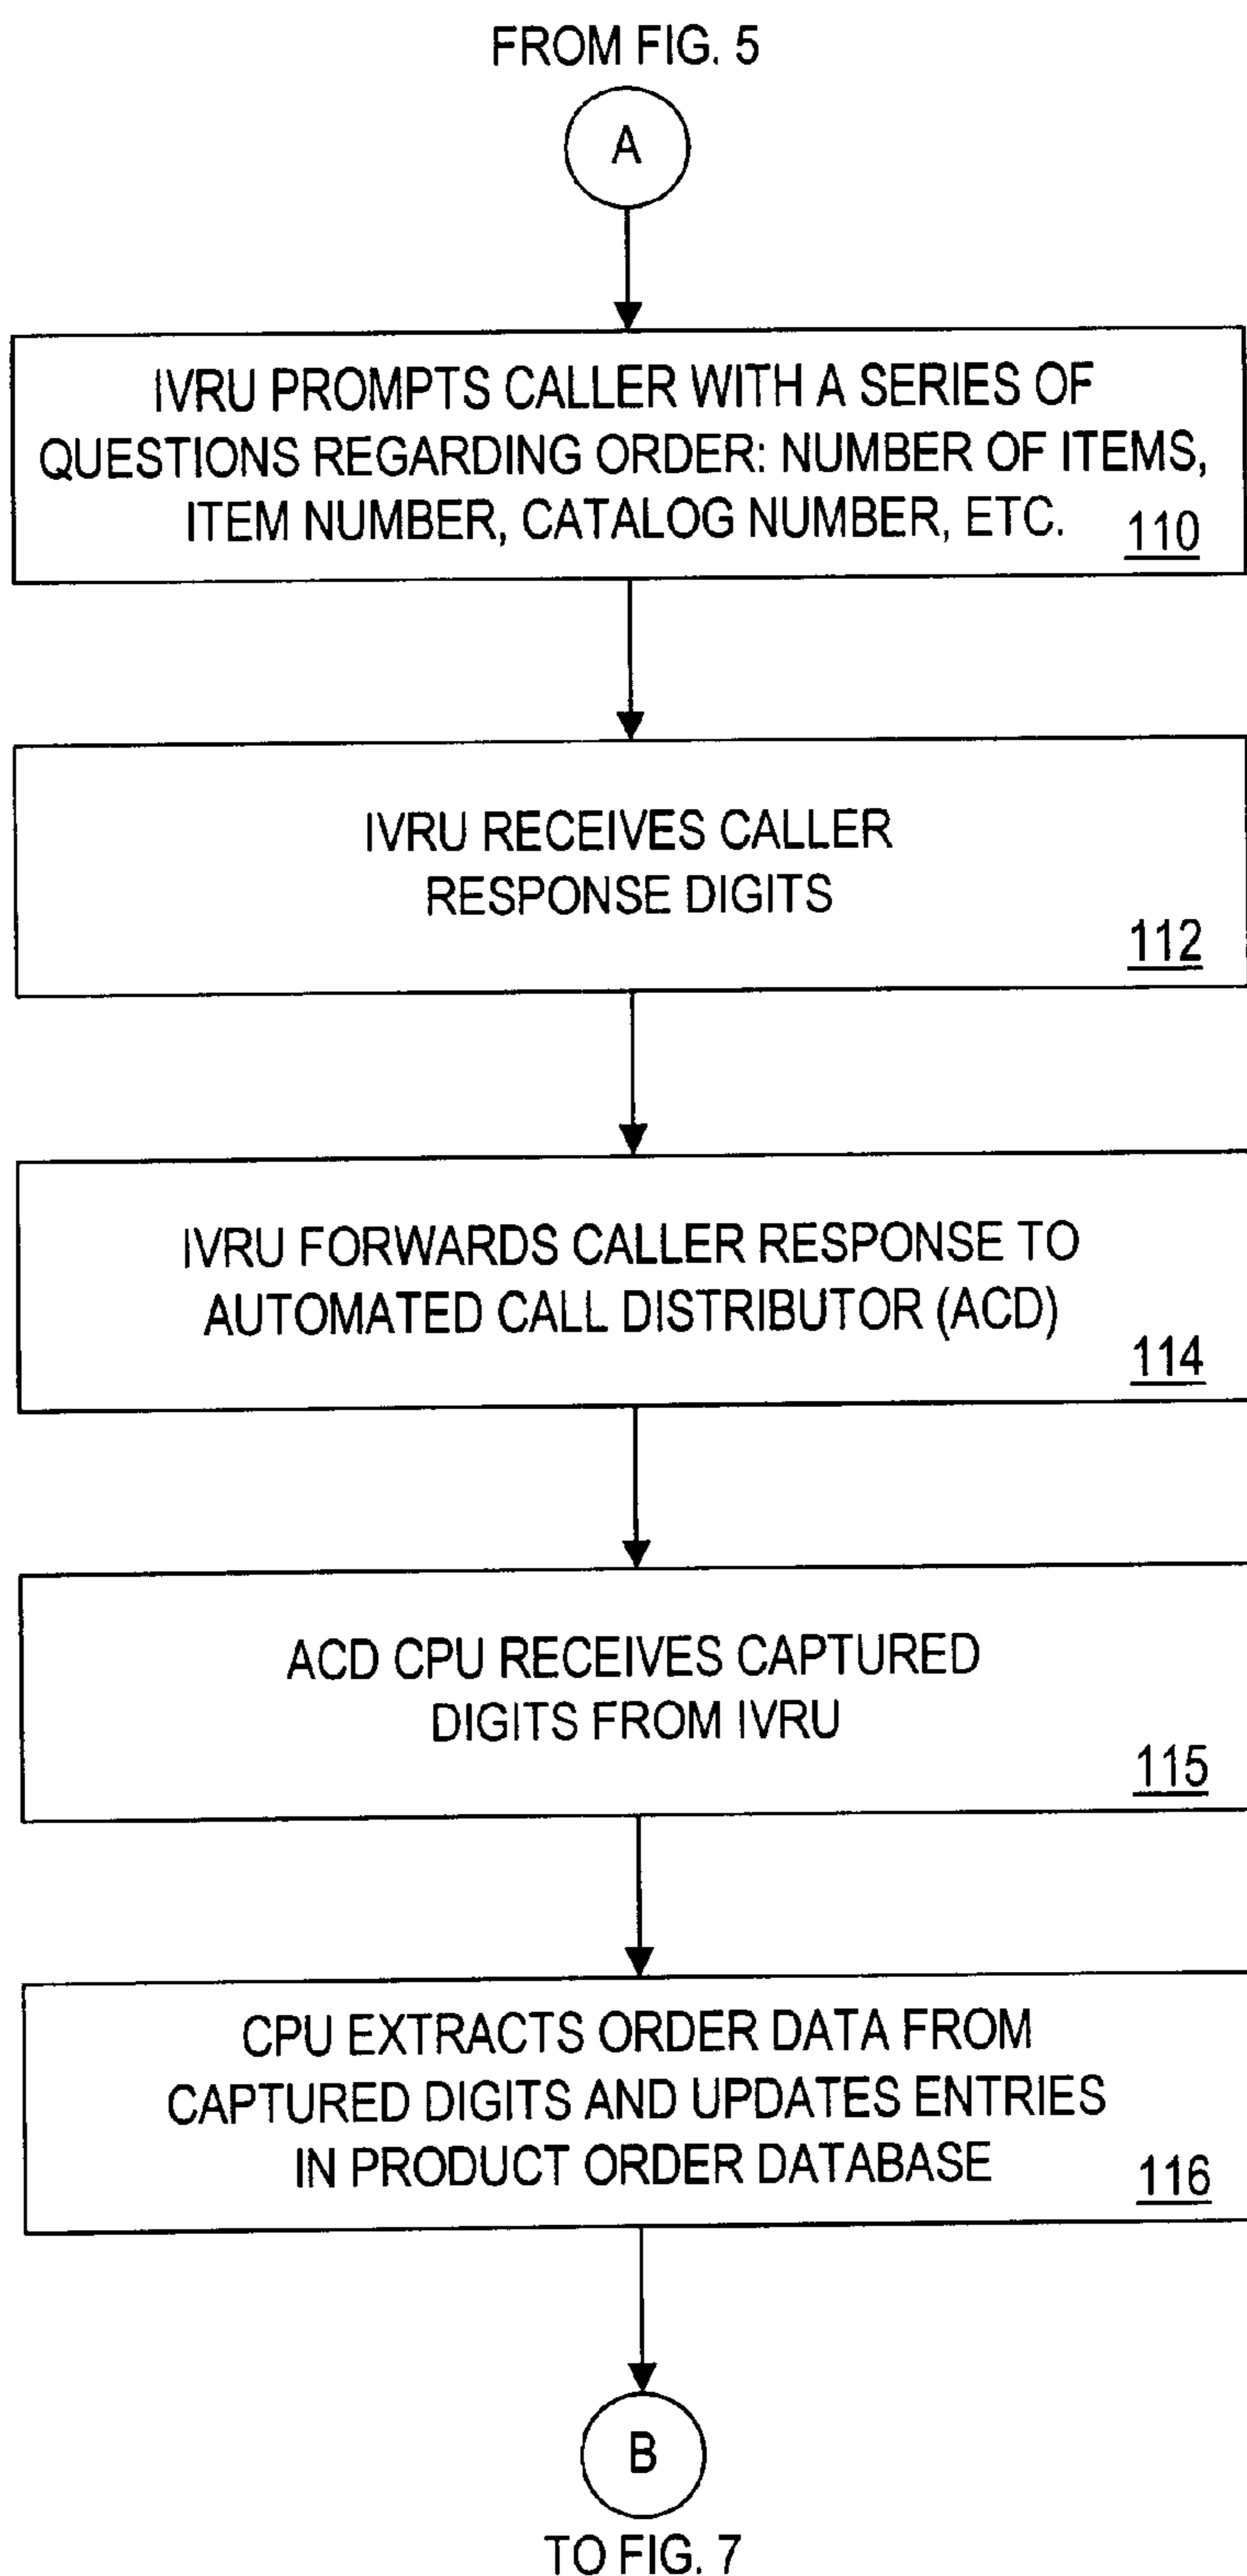 FROM FIG. 5
A
IVRU PROMPTS CALLER WITH A SERIES OF
QUESTIONS REGARDING ORDER: NUMBER OF ITEMS,
ITEM NUMBER, CATALOG NUMBER, ETC.
110
IVRU RECEIVES CALLER
RESPONSE DIGITS
112
IVRU FORWARDS CALLER RESPONSE TO
AUTOMATED CALL DISTRIBUTOR (ACD)
114
ACD CPU RECEIVES CAPTURED
DIGITS FROM IVRU
115
CPU EXTRACTS ORDER DATA FROM
CAPTURED DIGITS AND UPDATES ENTRIES
IN PRODUCT ORDER DATABASE
116
B
TO FIG. 7